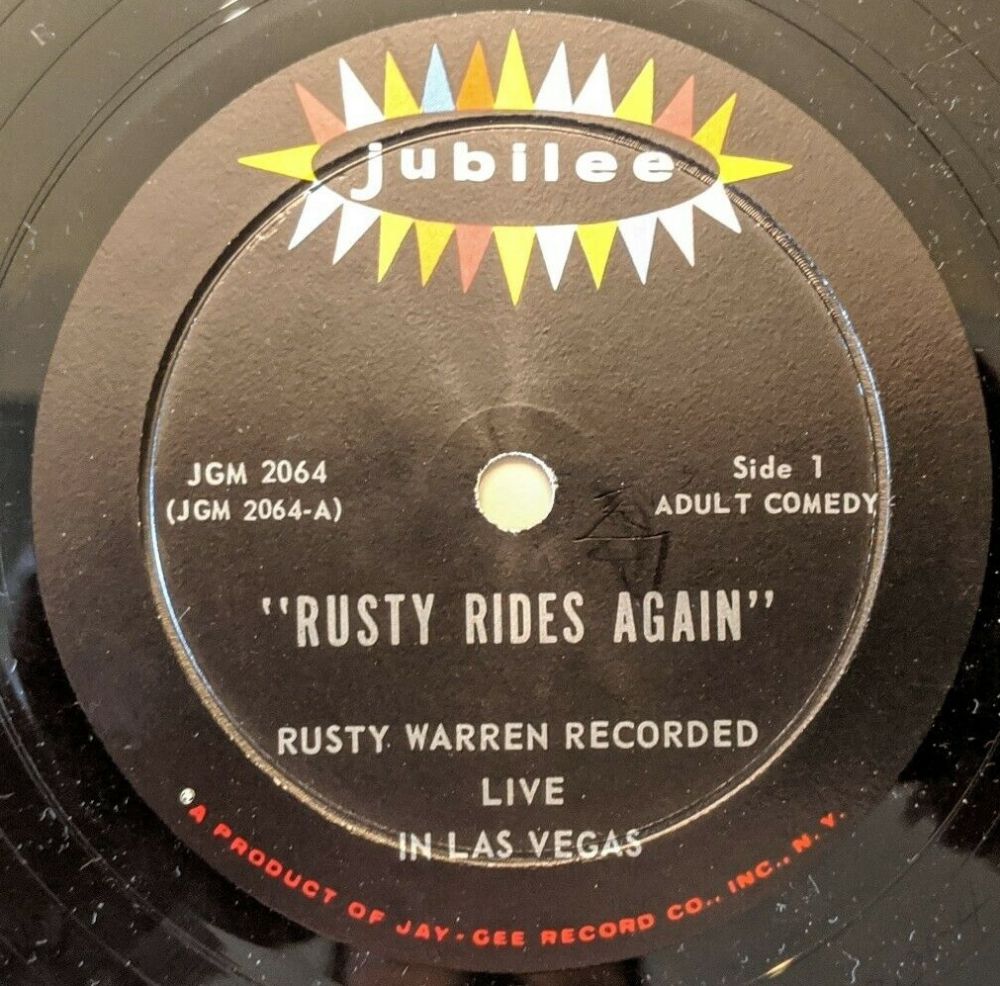 jubilee
JGM 2064
(JGM 2064-A)
Side 1
ADULT COMEDY
"RUSTY RIDES AGAIN"
RUSTY WARREN RECORDED
LIVE
IN LAS VEGAS
A PRODUCT OF JAY-GEE RECORD CO., INC., N.Y.